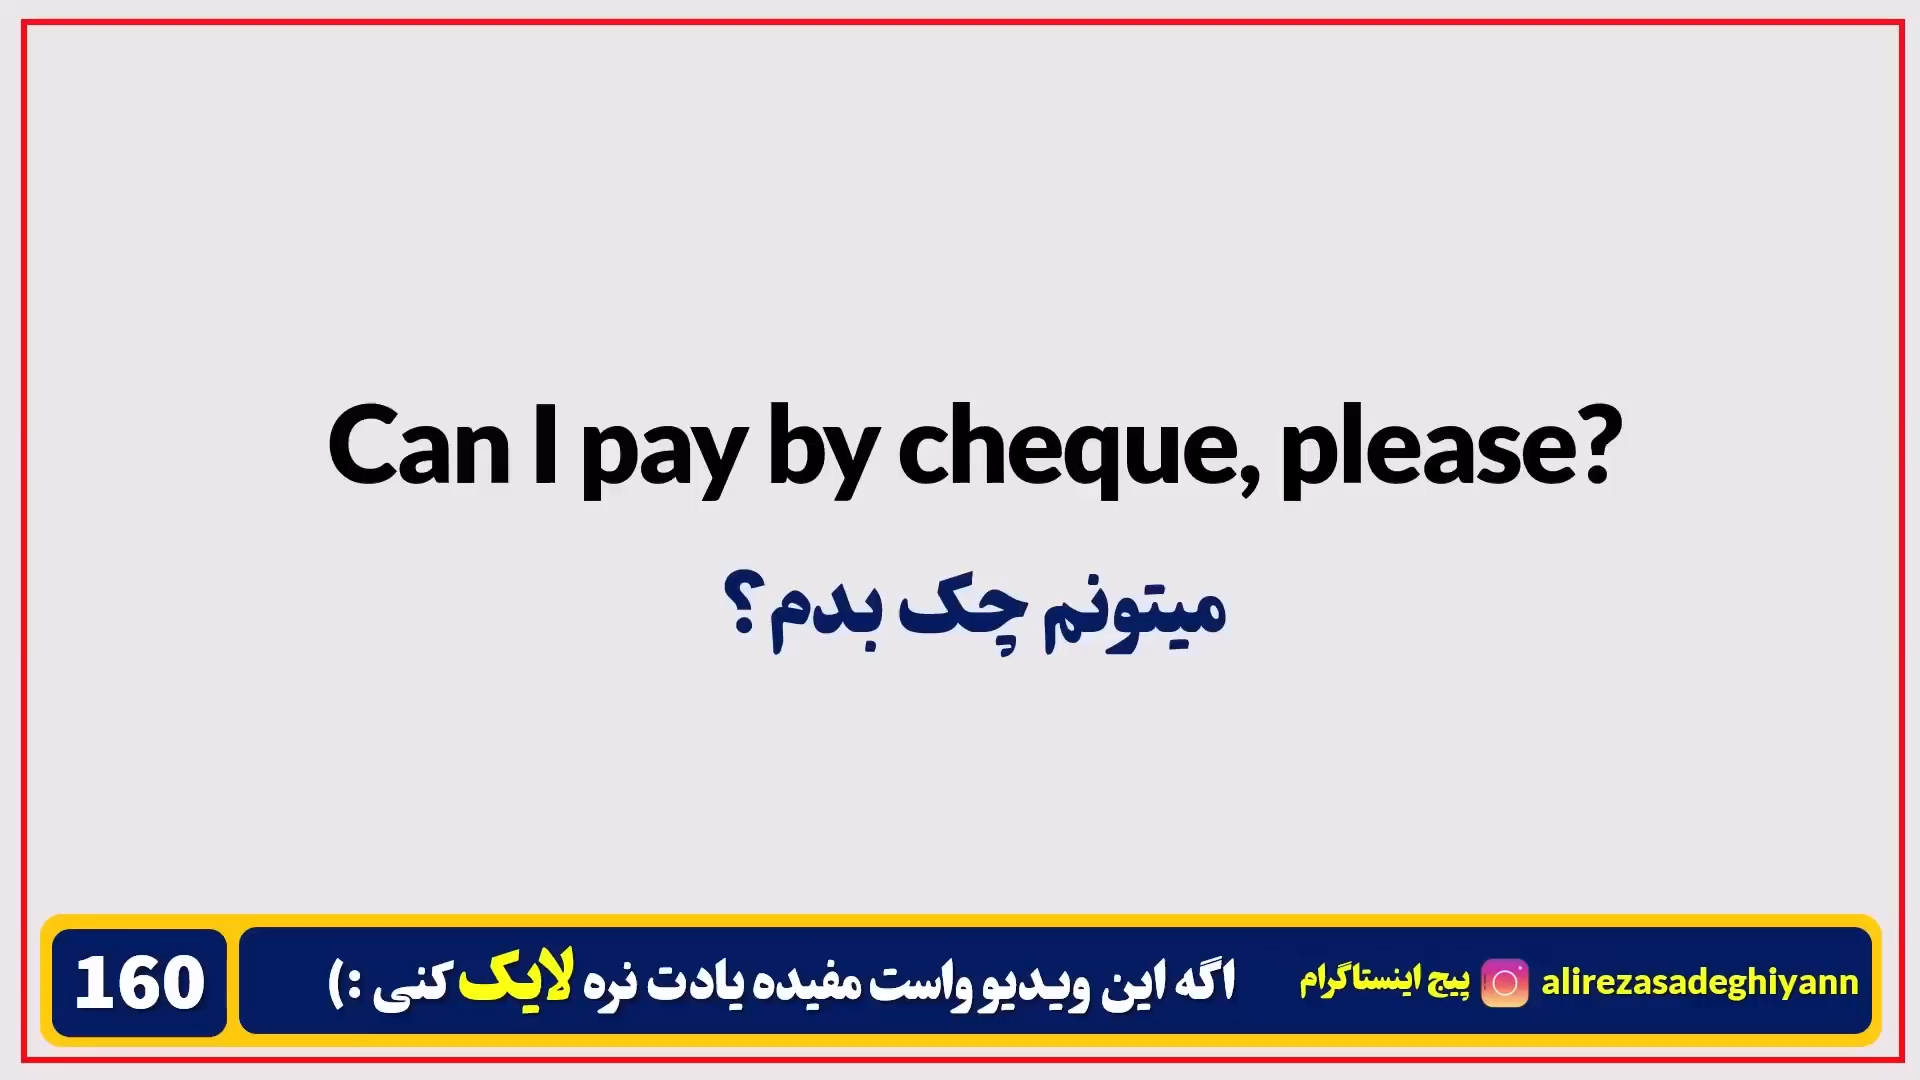 Can I pay by cheque, please?
میتونم چک بدم؟
160
اگه این ویدیو واست مفیده یادت نره لایک کنی :)
پیج اینستاگرام alirezasadeghiyann